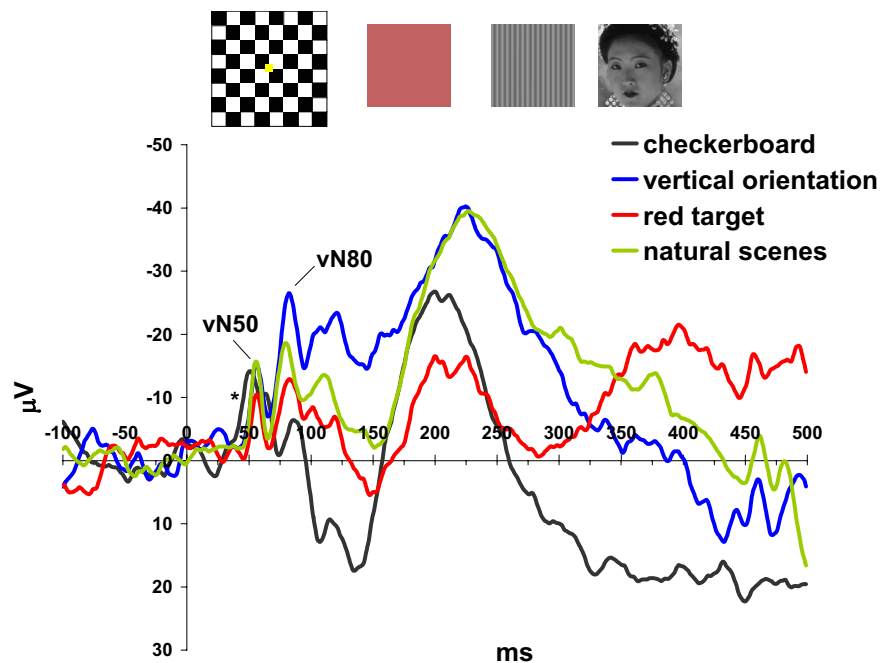 -50
checkerboard
-40
vertical orientation
red target
natural scenes
-30
vN80
-20
vN50
-10
*
µV
-100
-50
0
50
100
150
200
250
300
350
400
450
500
0
10
20
30
ms